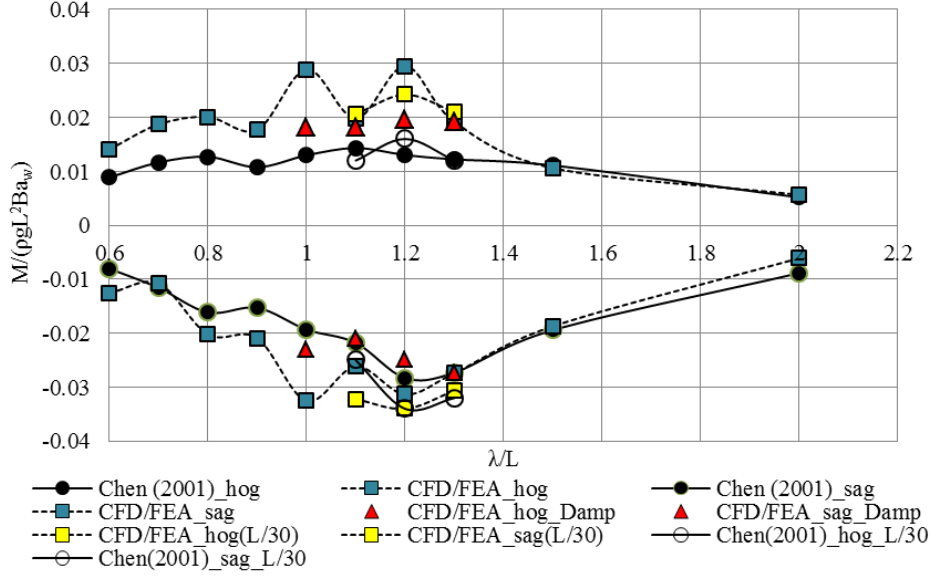 0.04
0.03
0.02
0.01
0
-0.01
-0.02
-0.03
-0.04
M/(ρgL²Baw)
0.6 0.8 1 1.2 1.4 1.6 1.8 2 2.2
λ/L
Chen (2001)_hog CFD/FEA_hog Chen (2001)_sag
CFD/FEA_sag CFD/FEA_hog_Damp CFD/FEA_sag_Damp
CFD/FEA_hog(L/30) CFD/FEA_sag(L/30) Chen(2001)_hog_L/30
Chen(2001)_sag_L/30